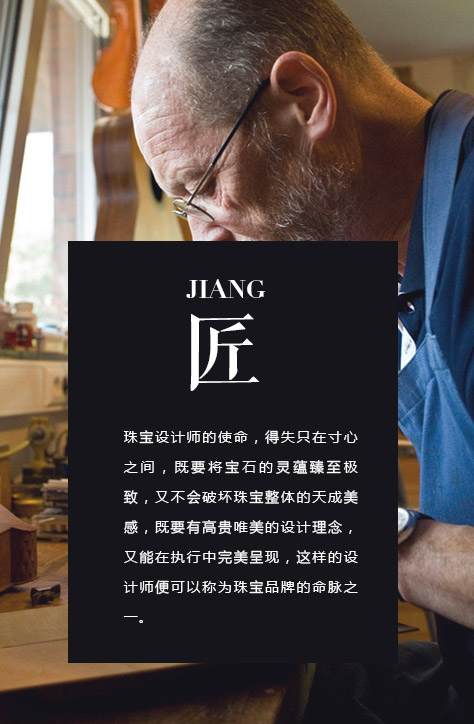 JIANG
匠
珠宝设计师的使命，得失只在寸心
之间，既要将宝石的灵蕴臻至极
致，又不会破坏珠宝整体的天成美
感，既要有高贵唯美的设计理念，
又能在执行中完美呈现，这样的设
计师便可以称为珠宝品牌的命脉之
一。